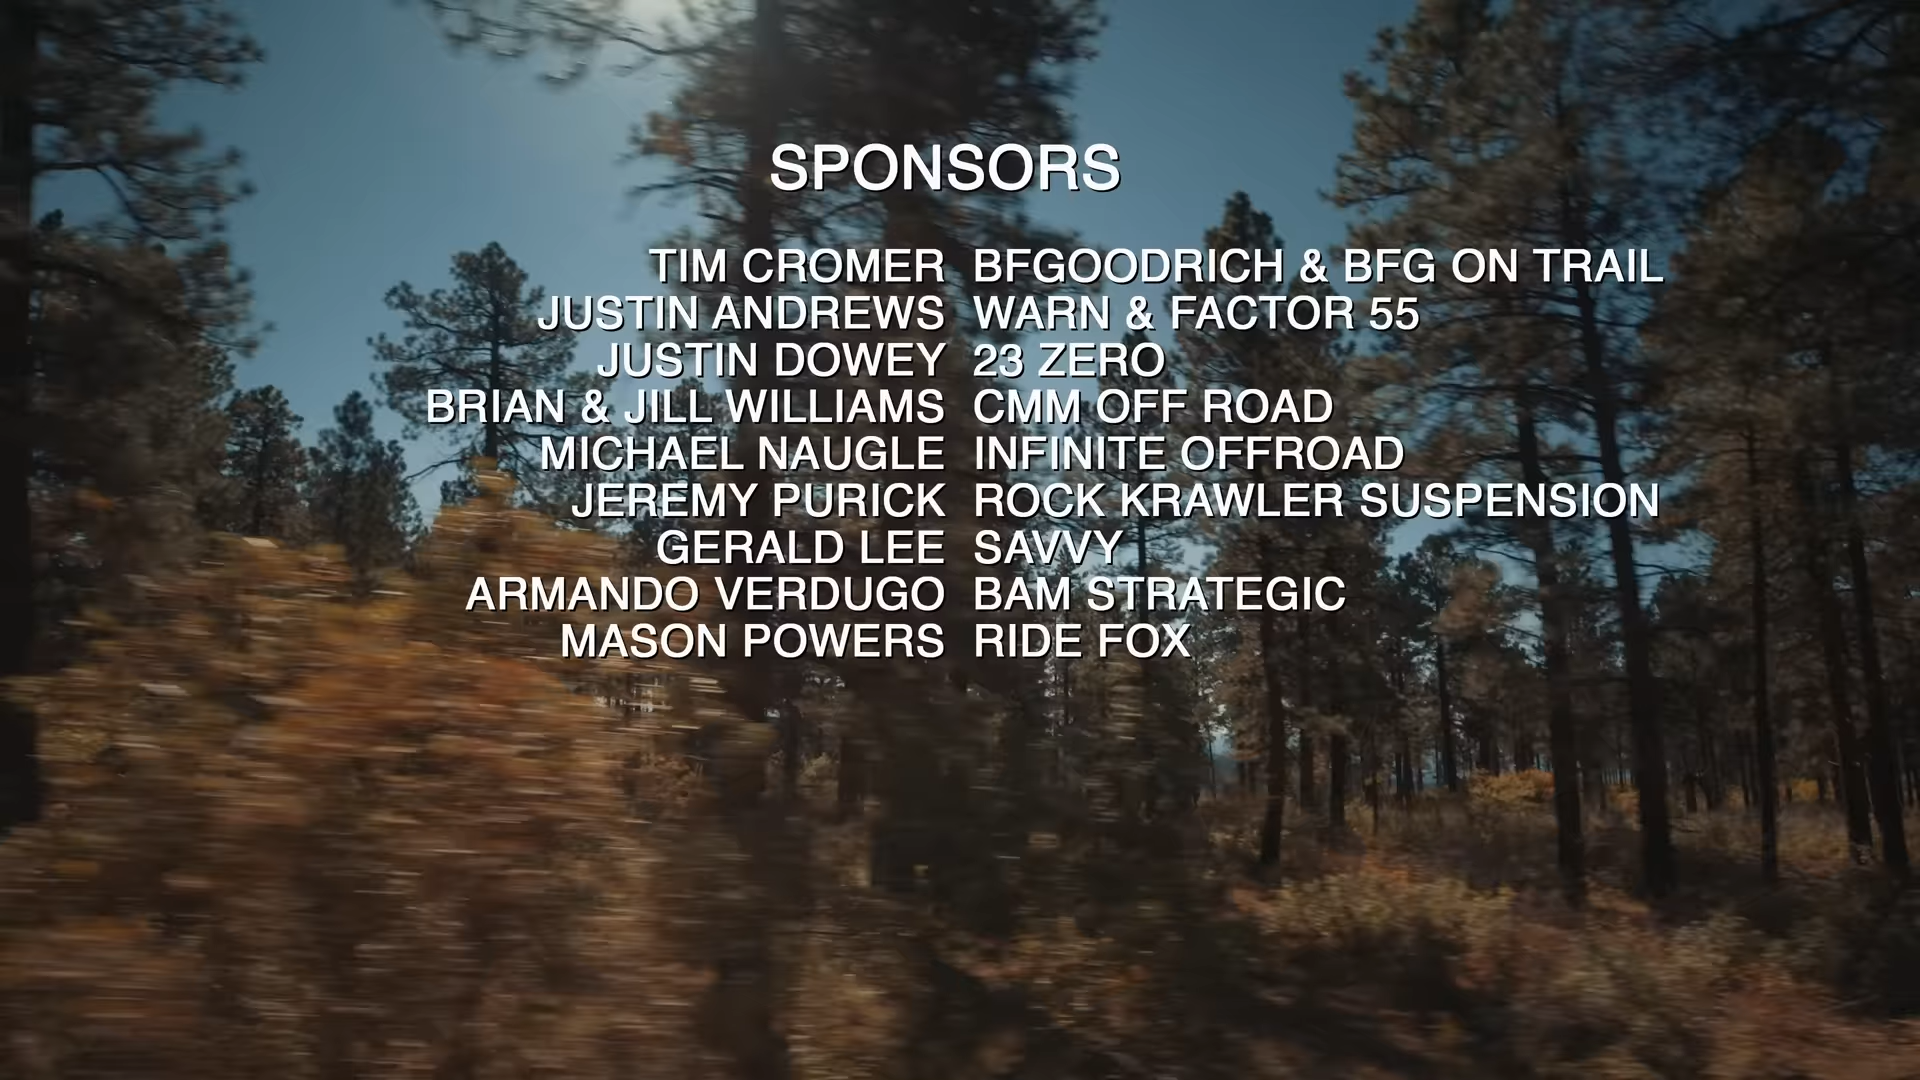 SPONSORS
TIM CROMER BFGOODRICH & BFG ON TRAIL
JUSTIN ANDREWS WARN & FACTOR 55
JUSTIN DOWEY 23 ZERO
BRIAN & JILL WILLIAMS CMM OFF ROAD
MICHAEL NAUGLE INFINITE OFFROAD
JEREMY PURICK ROCK KRAWLER SUSPENSION
GERALD LEE SAVVY
ARMANDO VERDUGO BAM STRATEGIC
MASON POWERS RIDE FOX